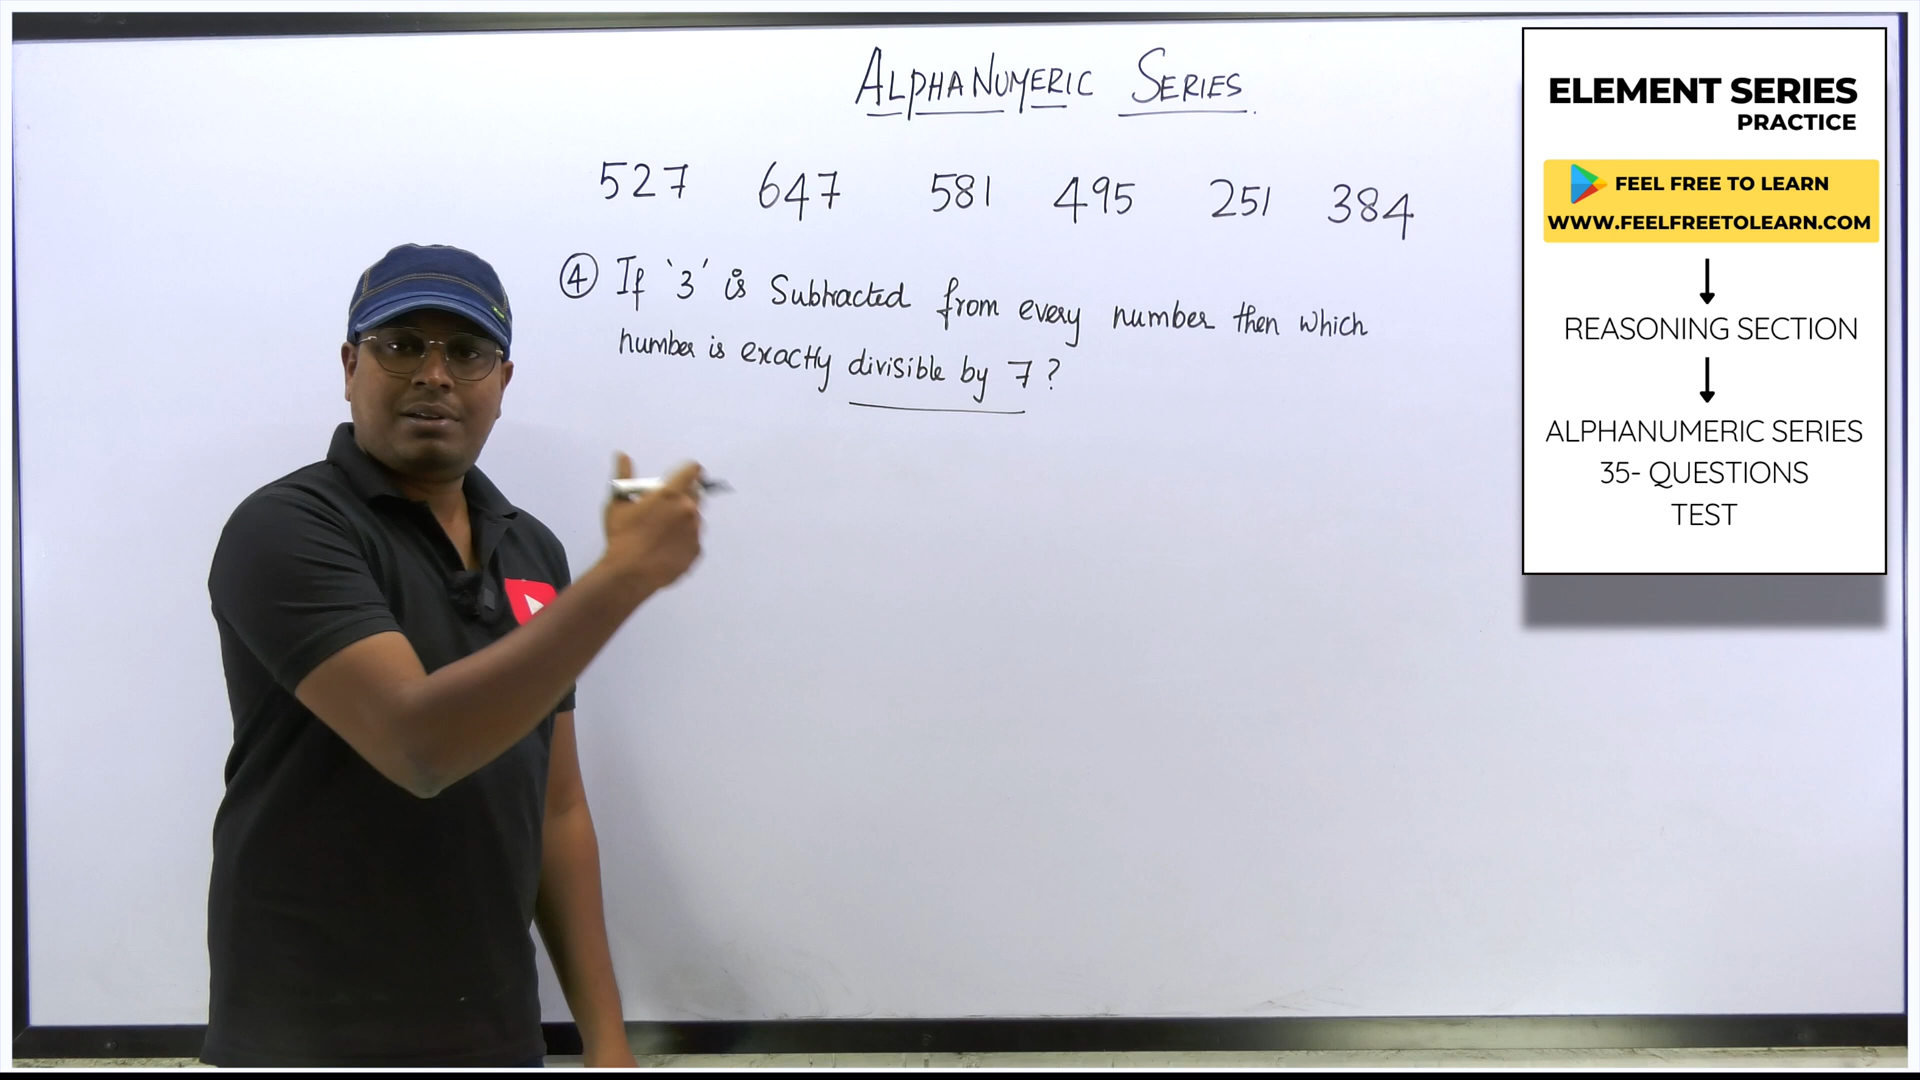 ALPHANUMERIC SERIES
527 647 581 495 251 384
④ If '3' is Subtracted from every number then which
number is exactly divisible by 7?
ELEMENT SERIES
PRACTICE
FEEL FREE TO LEARN
WWW.FEELFREETOLEARN.COM
REASONING SECTION
ALPHANUMERIC SERIES
35- QUESTIONS
TEST